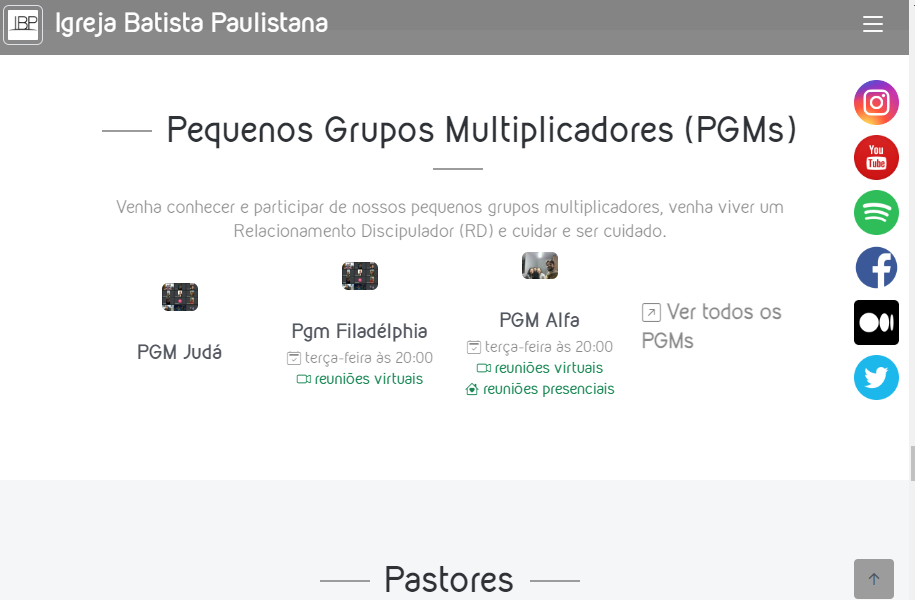 IBP Igreja Batista Paulistana
Pequenos Grupos Multiplicadores (PGMs)
Venha conhecer e participar de nossos pequenos grupos multiplicadores, venha viver um
Relacionamento Discipulador (RD) e cuidar e ser cuidado.
PGM Judá
Pgm Filadélphia
terça-feira às 20:00
reuniões virtuais
PGM Alfa
terça-feira às 20:00
reuniões virtuais
reuniões presenciais
Ver todos os
PGMs
You
Tube
Pastores